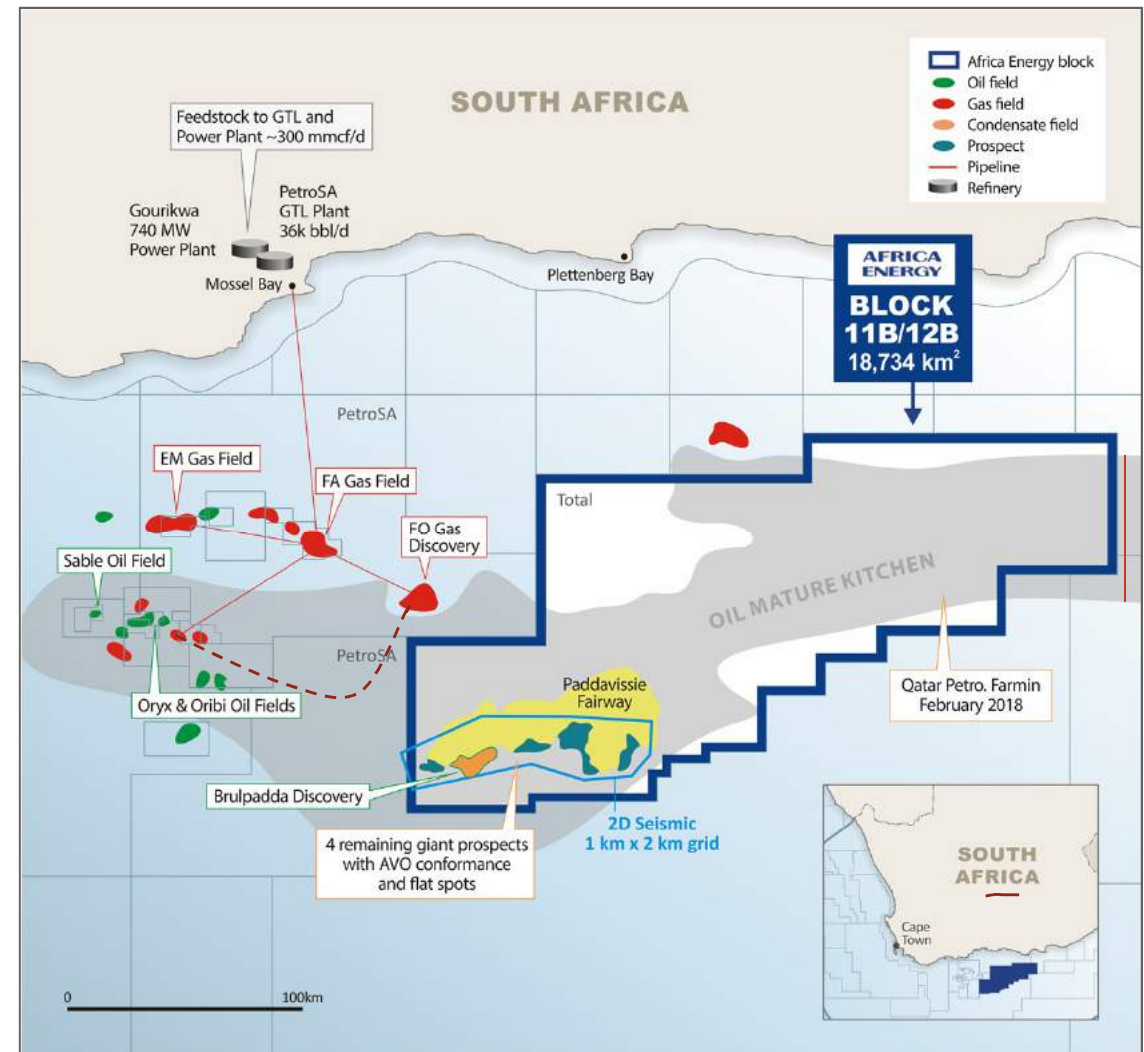 SOUTH AFRICA
Africa Energy block
Oil field
Gas field
Condensate field
Prospect
Pipeline
Refinery
Feedstock to GTL and
Power Plant ~300 mmcf/d
Gourikwa
740 MW
Power Plant
PetroSA
GTL Plant
36k bbl/d
Mossel Bay
Plettenberg Bay
AFRICA
ENERGY
BLOCK
11B/12B
18,734 km²
PetroSA
EM Gas Field
FA Gas Field
FO Gas
Discovery
Total
Sable Oil Field
OIL MATURE KITCHEN
PetroSA
Oryx & Oribi Oil Fields
Paddavissie
Fairway
Qatar Petro. Farmin
February 2018
Brulpadda Discovery
2D Seismic
1 km x 2 km grid
4 remaining giant prospects
with AVO conformance
and flat spots
SOUTH
AFRICA
Cape
Town
0 100km